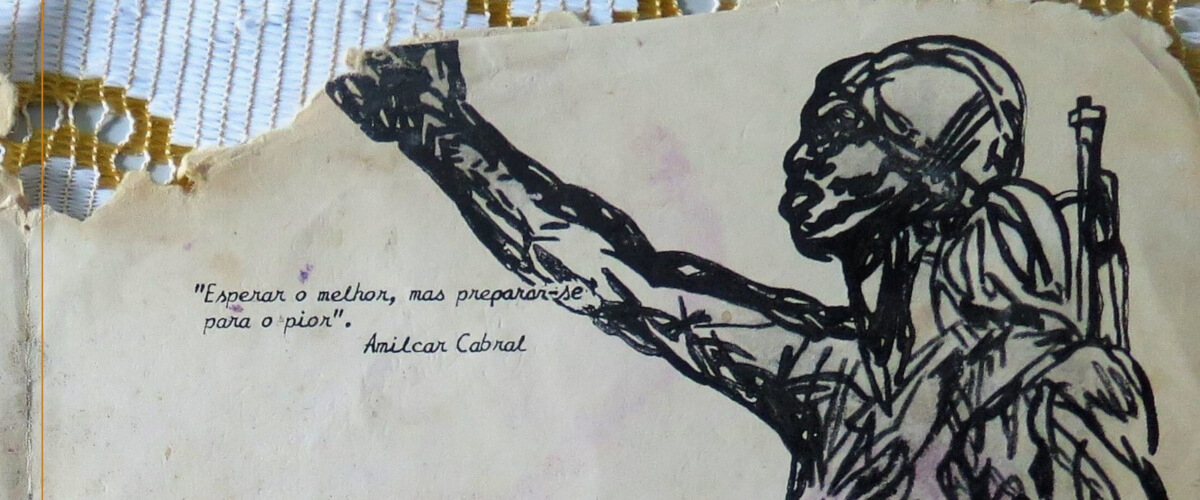 "Esperar o melhor, mas preparar-se
para o pior".
Amilcar Cabral